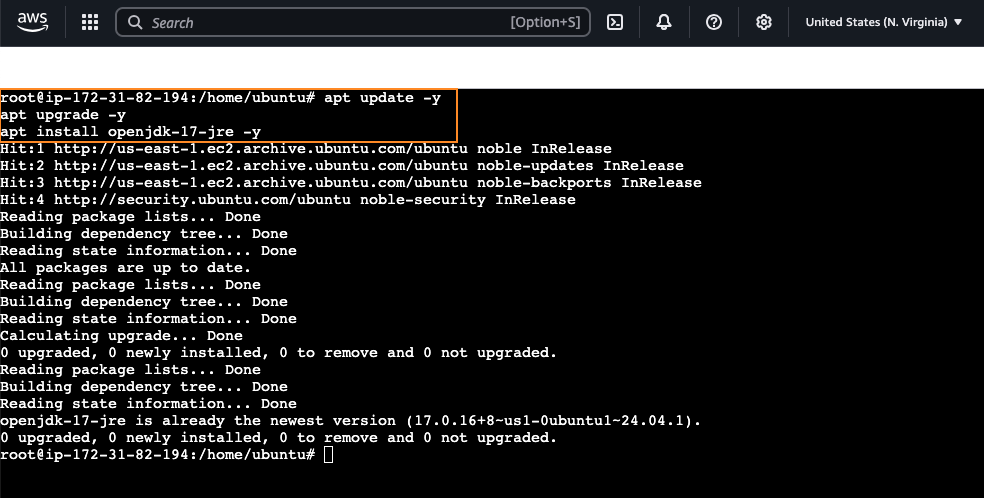 aws
Search
[Option+S]
United States (N. Virginia)
root@ip-172-31-82-194:/home/ubuntu# apt update -y
apt upgrade -y
apt install openjdk-17-jre -y
Hit:1 http://us-east-1.ec2.archive.ubuntu.com/ubuntu noble InRelease
Hit:2 http://us-east-1.ec2.archive.ubuntu.com/ubuntu noble-updates InRelease
Hit:3 http://us-east-1.ec2.archive.ubuntu.com/ubuntu noble-backports InRelease
Hit:4 http://security.ubuntu.com/ubuntu noble-security InRelease
Reading package lists... Done
Building dependency tree... Done
Reading state information... Done
All packages are up to date.
Reading package lists... Done
Building dependency tree... Done
Reading state information... Done
Calculating upgrade... Done
0 upgraded, 0 newly installed, 0 to remove and 0 not upgraded.
Reading package lists... Done
Building dependency tree... Done
Reading state information... Done
openjdk-17-jre is already the newest version (17.0.16+8~us1-0ubuntu1~24.04.1).
0 upgraded, 0 newly installed, 0 to remove and 0 not upgraded.
root@ip-172-31-82-194:/home/ubuntu#